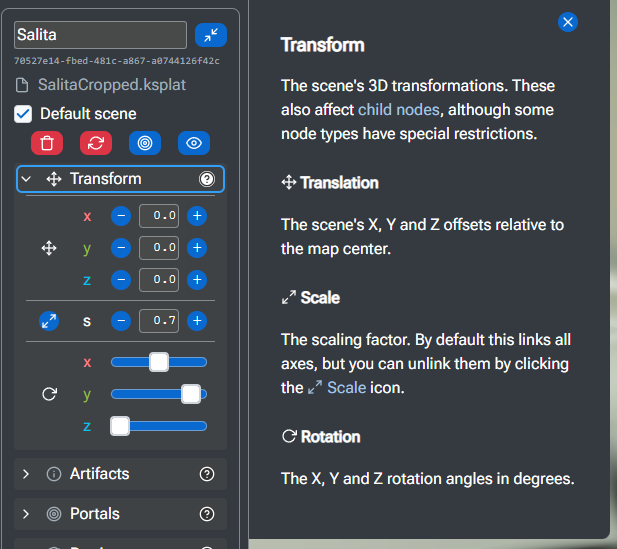 Salita
70527e14-fbed-481c-a867-a0744126f42c
SalitaCropped.ksplat
Default scene
Transform
x 0.0
y 0.0
z 0.0
s 0.7
x
y
z
Artifacts
Portals
Transform
The scene's 3D transformations. These
also affect child nodes, although some
node types have special restrictions.
Translation
The scene's X, Y and Z offsets relative to
the map center.
Scale
The scaling factor. By default this links all
axes, but you can unlink them by clicking
the Scale icon.
Rotation
The X, Y and Z rotation angles in degrees.